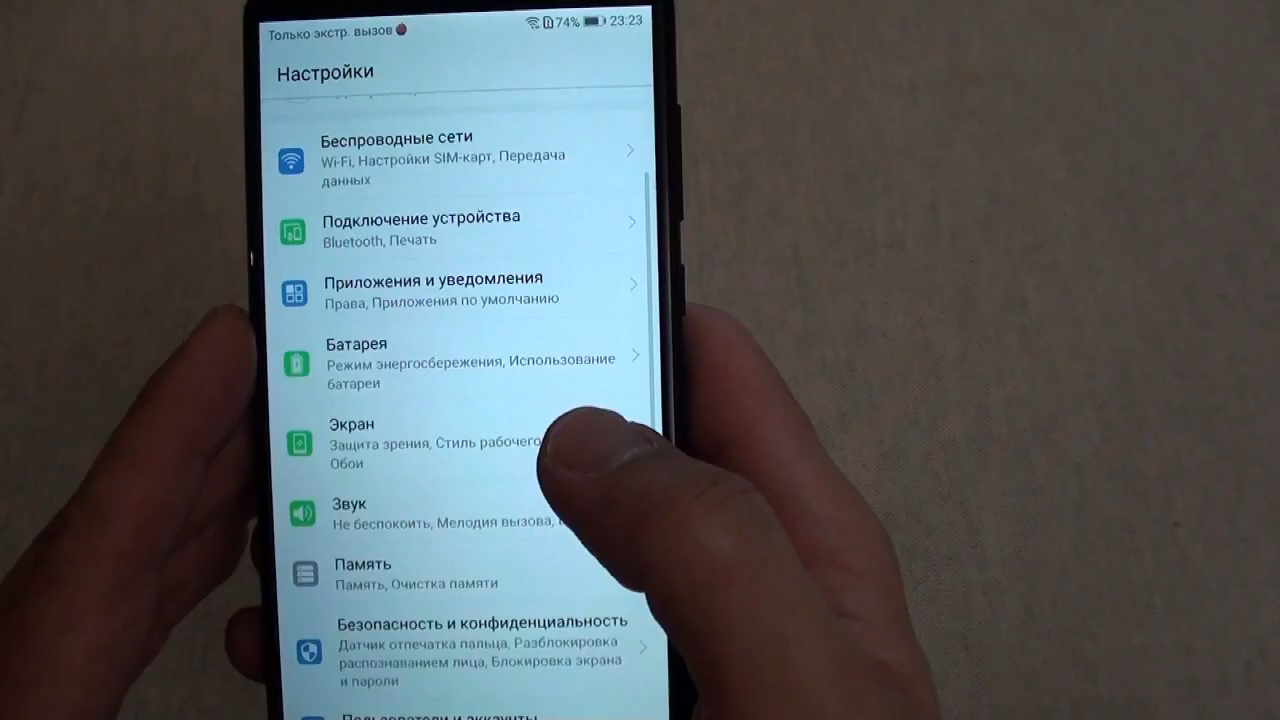 Только экстр. вызов
74% 23:23
Настройки
Беспроводные сети
Wi-Fi, Настройки SIM-карт, Передача
данных
Подключение устройства
Bluetooth, Печать
Приложения и уведомления
Права, Приложения по умолчанию
Батарея
Режим энергосбережения, Использование
батареи
Экран
Защита зрения, Стиль рабочего
Обои
Звук
Не беспокоить, Мелодия вызова,
Память
Память, Очистка памяти
Безопасность и конфиденциальность
Датчик отпечатка пальца, Разблокировка
распознаванием лица, Блокировка экрана
и пароли
Пользователи и аккаунты